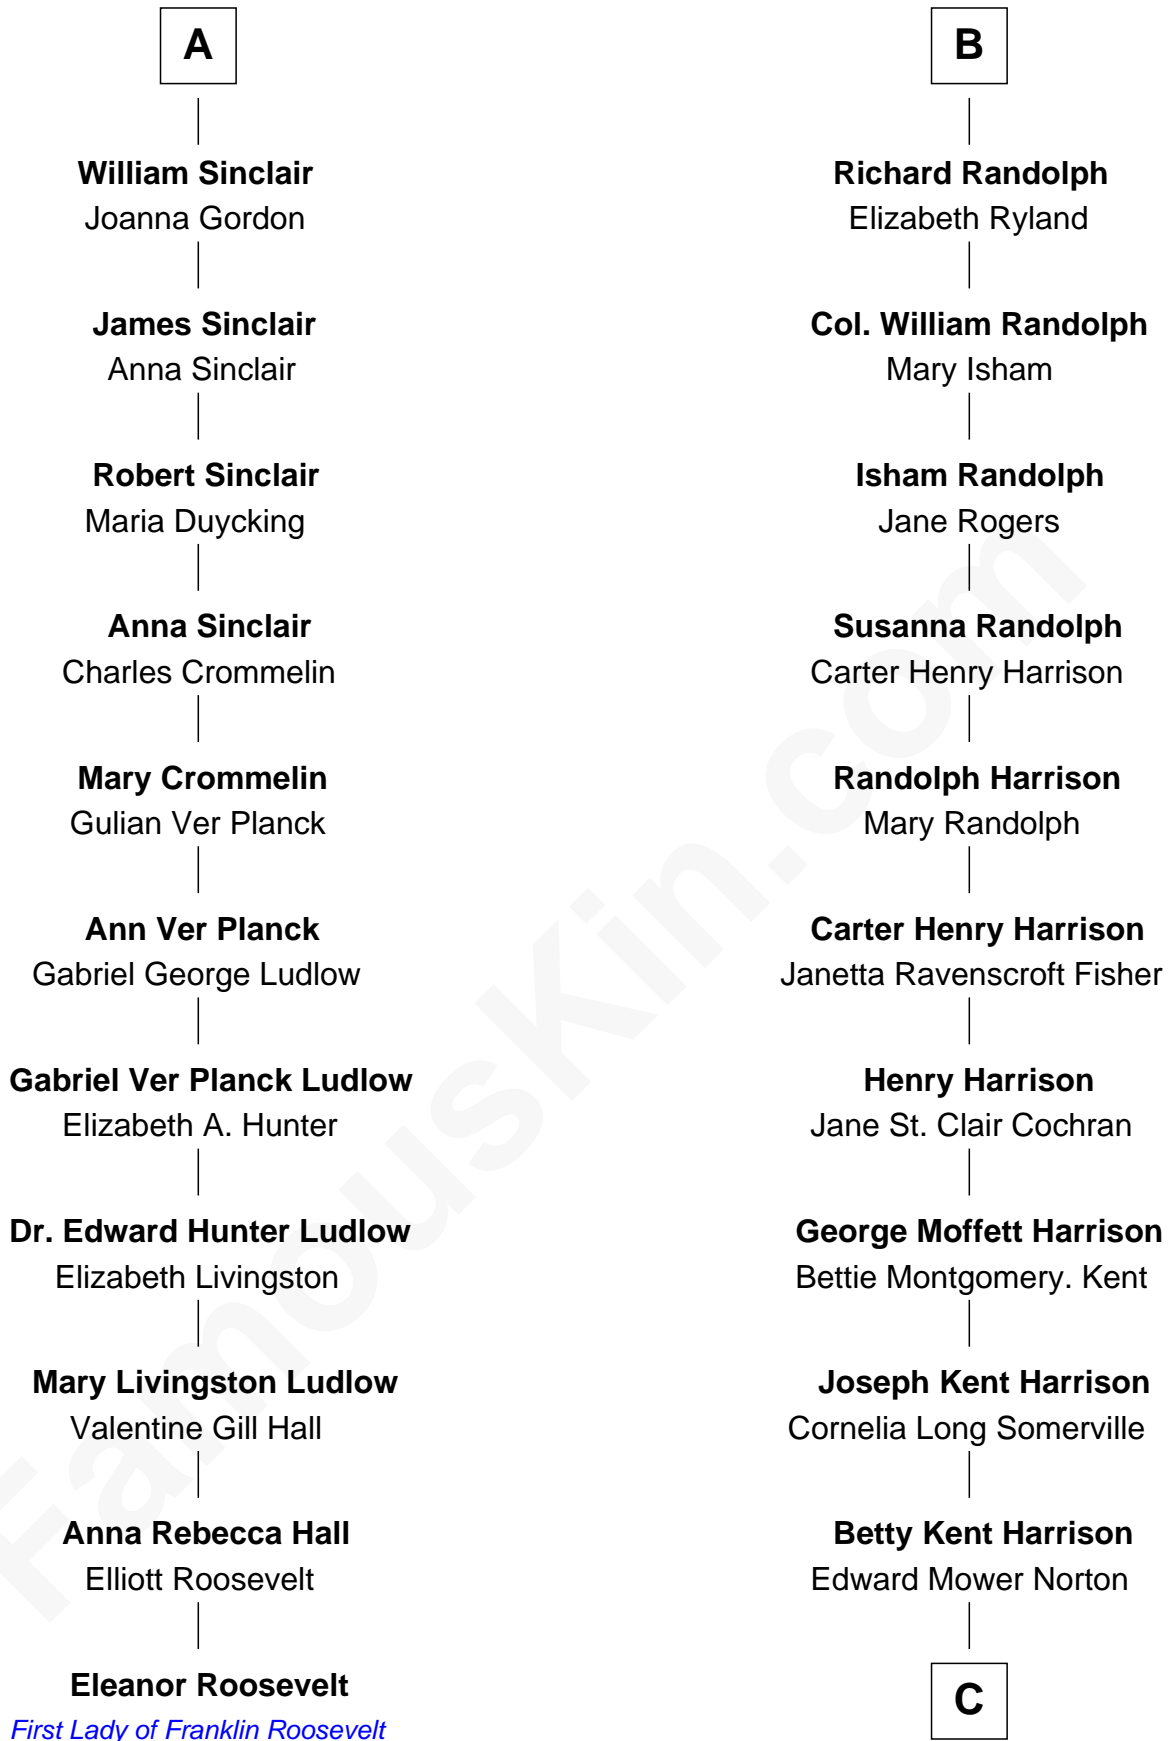 A
William Sinclair
Joanna Gordon
James Sinclair
Anna Sinclair
Robert Sinclair
Maria Duycking
Anna Sinclair
Charles Crommelin
Mary Crommelin
Gulian Ver Planck
Ann Ver Planck
Gabriel George Ludlow
Gabriel Ver Planck Ludlow
Elizabeth A. Hunter
Dr. Edward Hunter Ludlow
Elizabeth Livingston
Mary Livingston Ludlow
Valentine Gill Hall
Anna Rebecca Hall
Elliott Roosevelt
Eleanor Roosevelt
First Lady of Franklin Roosevelt
B
Richard Randolph
Elizabeth Ryland
Col. William Randolph
Mary Isham
Isham Randolph
Jane Rogers
Susanna Randolph
Carter Henry Harrison
Randolph Harrison
Mary Randolph
Carter Henry Harrison
Janetta Ravenscroft Fisher
Henry Harrison
Jane St. Clair Cochran
George Moffett Harrison
Bettie Montgomery. Kent
Joseph Kent Harrison
Cornelia Long Somerville
Betty Kent Harrison
Edward Mower Norton
C
FamousKin.com